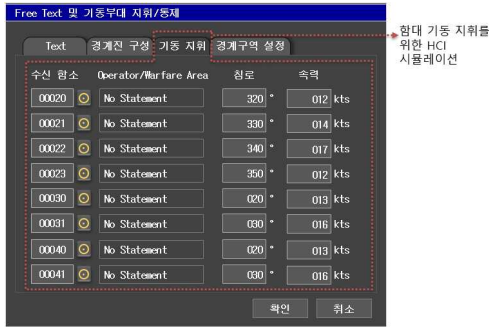 Free Text 및 기동부대 지휘/통제
Text 경계진 구성 기동 지휘 경계구역 설정
수신 함소 Operator/Warfare Area 침로 속력
00020 No Statement 320 ° 012 kts
00021 No Statement 330 ° 014 kts
00022 No Statement 340 ° 017 kts
00023 No Statement 350 ° 012 kts
00030 No Statement 020 ° 013 kts
00031 No Statement 030 ° 016 kts
00040 No Statement 020 ° 013 kts
00041 No Statement 030 ° 016 kts
확인 취소
함대 기동 지휘를
위한 HCI
시뮬레이션